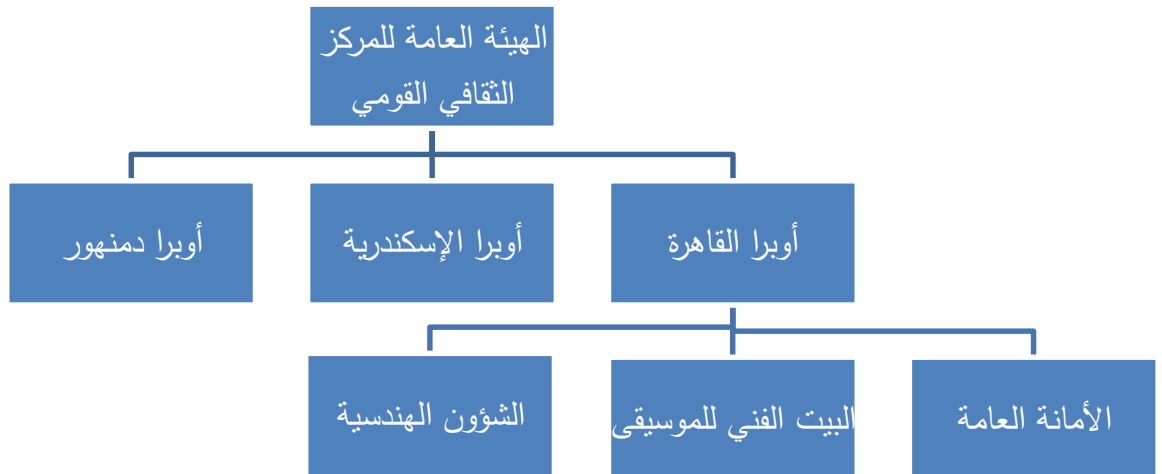 الهيئة العامة للمركز
الثقافي القومي
أوبرا القاهرة
أوبرا الإسكندرية
أوبرا دمنهور
الأمانة العامة
البيت الفني للموسيقى
الشؤون الهندسية